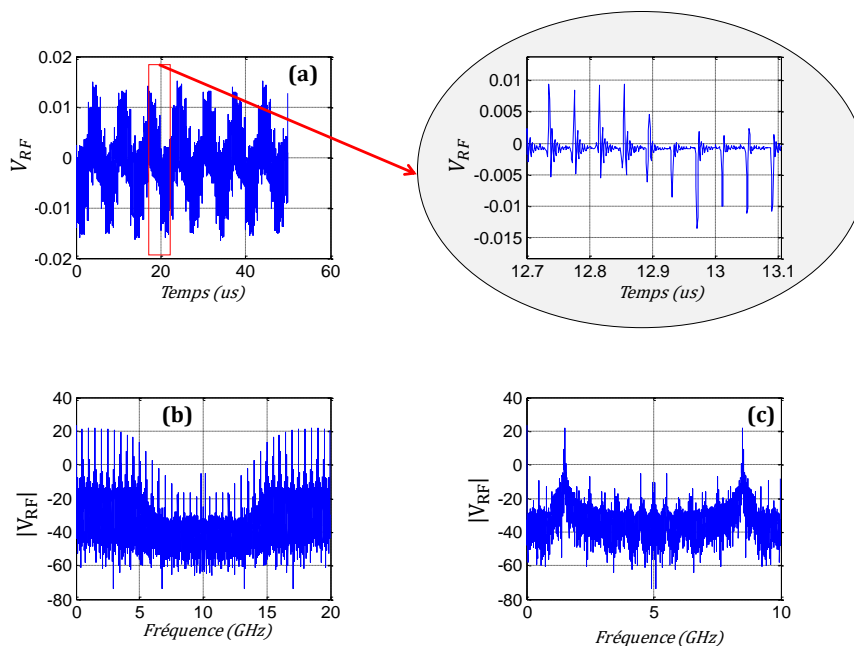 (a)
0.02
0.01
0
-0.01
-0.02
V_RF
0 20 40 60
Temps (us)
0.01
0.005
0
-0.005
-0.01
-0.015
V_RF
12.7 12.8 12.9 13 13.1
Temps (us)
(b)
40
20
0
-20
-40
-60
-80
|V_RF|
0 5 10 15 20
Fréquence (GHz)
(c)
40
20
0
-20
-40
-60
-80
|V_RF|
0 5 10
Fréquence (GHz)